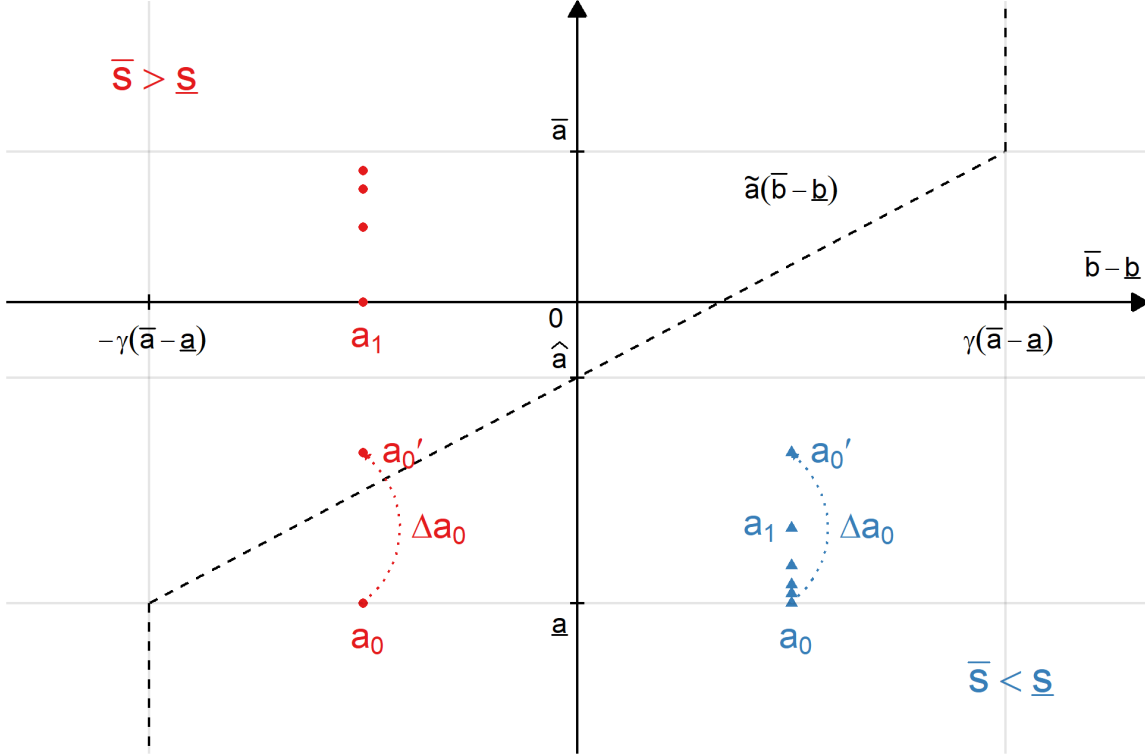 s̅ > s̲
a̅
ã(b̅ − b̲)
b̅ − b̲
0
−γ(a̅ − a̲)
a₁
â
γ(a̅ − a̲)
a₀′
a₀′
Δa₀
a₁
Δa₀
a₀
a̲
a₀
s̅ < s̲